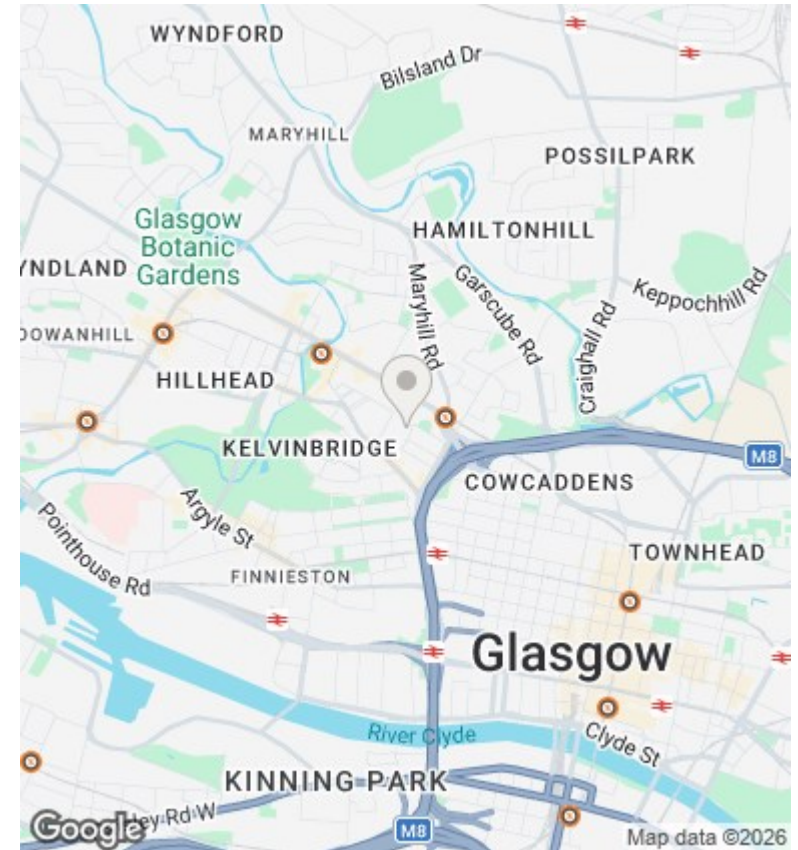 WYNDFORD
Bilsland Dr
MARYHILL
POSSILPARK
Glasgow
Botanic
Gardens
HAMILTONHILL
YNDLAND
Maryhill Rd
Garscube Rd
Keppochhill Rd
Craighall Rd
DOWANHILL
HILLHEAD
KELVINBRIDGE
M8
COWCADDENS
Argyle St
Pointhouse Rd
TOWNHEAD
FINNIESTON
Glasgow
River Clyde
Clyde St
KINNING PARK
ley Rd W
M8
Google
Map data ©2026